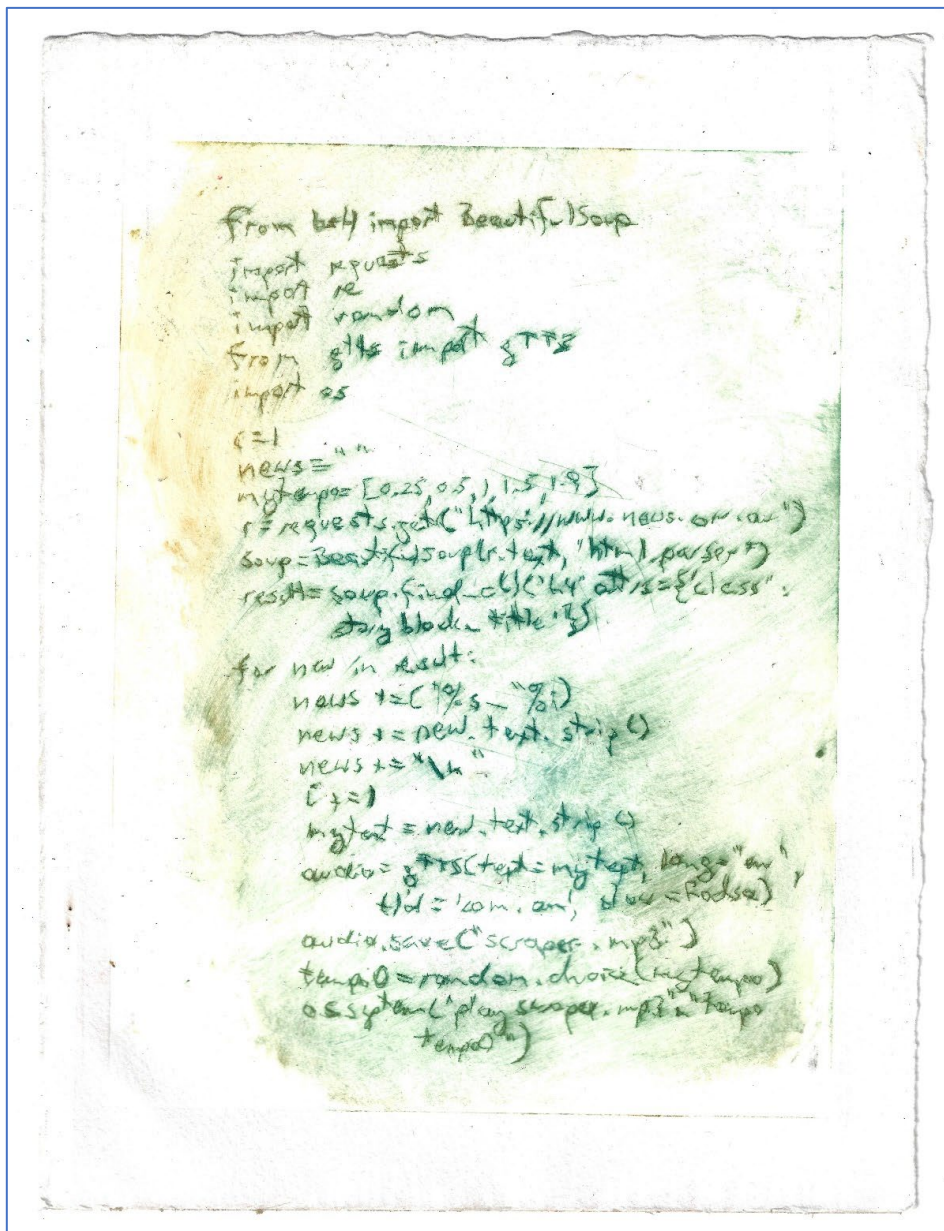 from bs4 import BeautifulSoup
import requests
import re
import random
from gtts import gTTS
import os
i=1
news=" "
mytempo=[0.25,0.5,1,1.5,1.9]
r=requests.get("https://www.news.com.au")
soup=BeautifulSoup(r.text,"html.parser")
result=soup.find_all("h4" attrs={"class":
storyblock_title"})
for new in result:
news +=("%s_ "%i)
news += new.text.strip()
news +="\n"
i+=1
mytext = new.text.strip()
audio= gTTS(text=mytext, lang="en",
tld='com.au', slow=False)
audio.save("scraper.mp3")
tempo0=random.choice(mytempo)
os.system("play scraper.mp3" "tempo